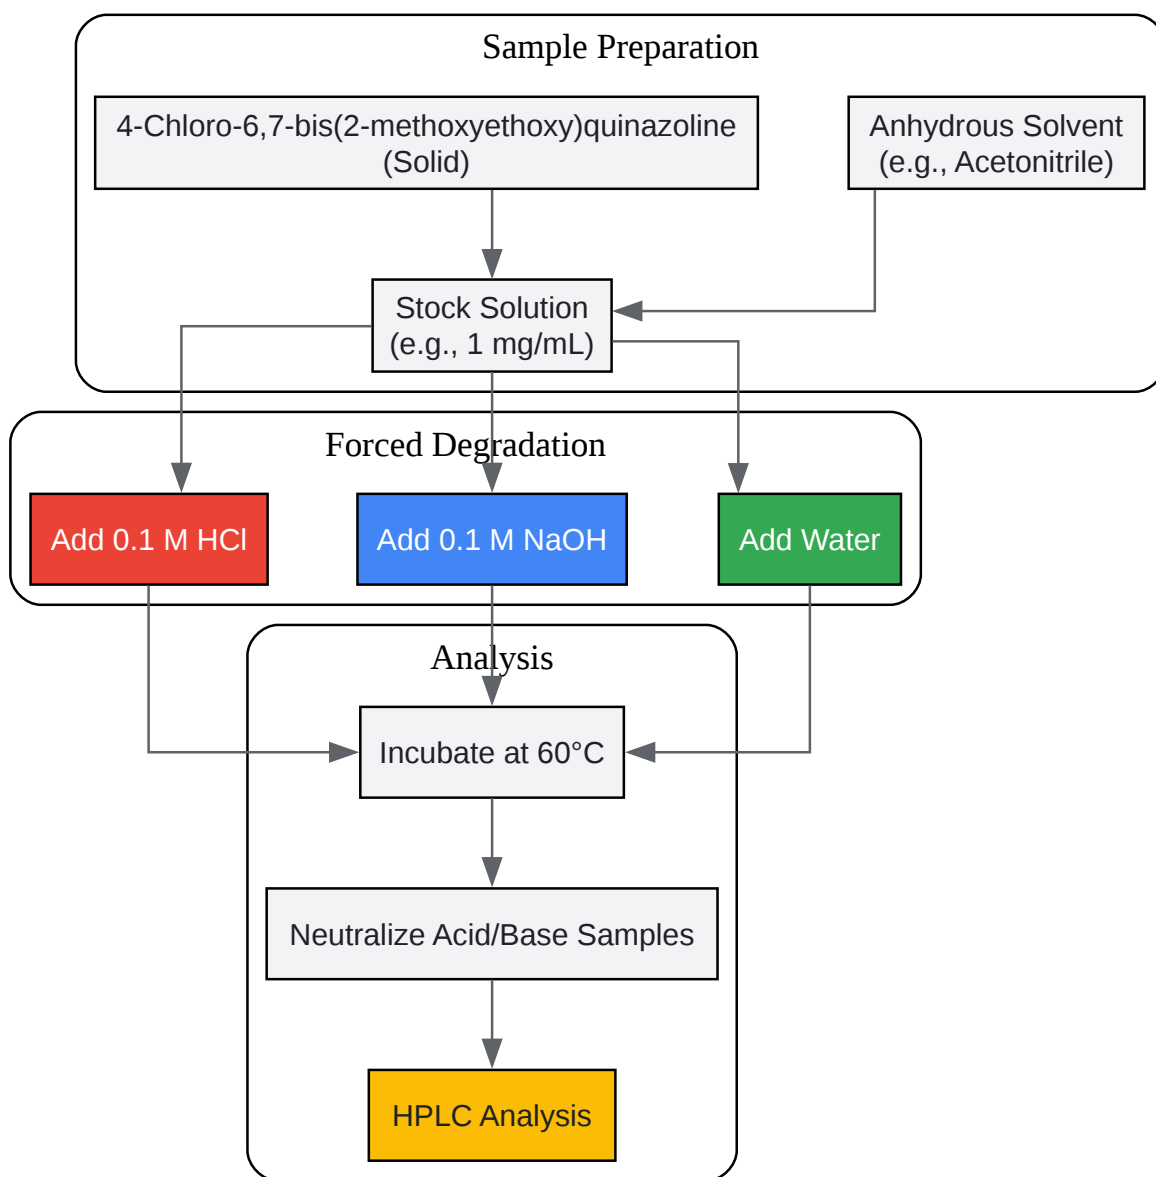 Sample Preparation
4-Chloro-6,7-bis(2-methoxyethoxy)quinazoline
(Solid)
Anhydrous Solvent
(e.g., Acetonitrile)
Stock Solution
(e.g., 1 mg/mL)
Forced Degradation
Add 0.1 M HCl
Add 0.1 M NaOH
Add Water
Analysis
Incubate at 60°C
Neutralize Acid/Base Samples
HPLC Analysis